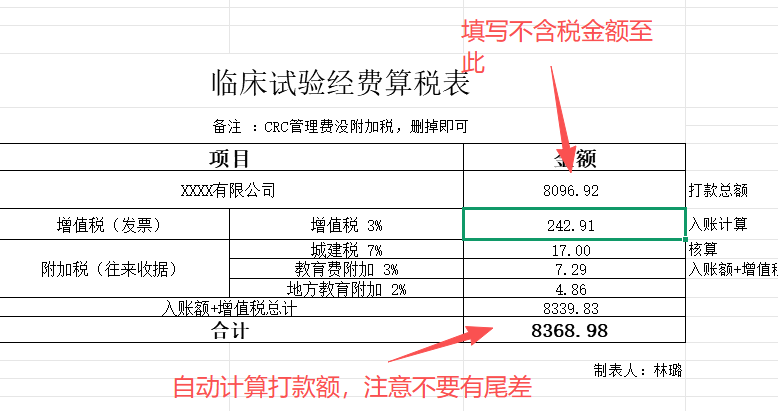 填写不含税金额至
此
临床试验经费算税表
备注 ：CRC管理费没附加税，删掉即可
项目 金额
XXXX有限公司 8096.92 打款总额
增值税（发票） 增值税 3% 242.91 入账计算
附加税（往来收据） 城建税 7% 17.00 核算
教育费附加 3% 7.29 入账额+增值税
地方教育附加 2% 4.86
入账额+增值税总计 8339.83
合计 8368.98
制表人：林璐
自动计算打款额，注意不要有尾差